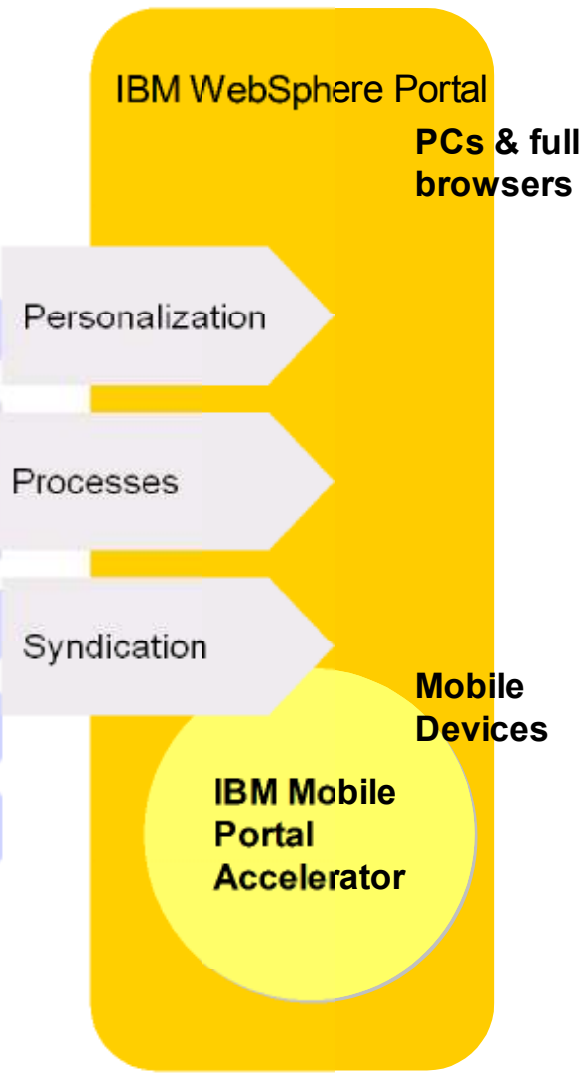 IBM WebSphere Portal
PCs & full
browsers
Personalization
Processes
Syndication
Mobile
Devices
IBM Mobile
Portal
Accelerator